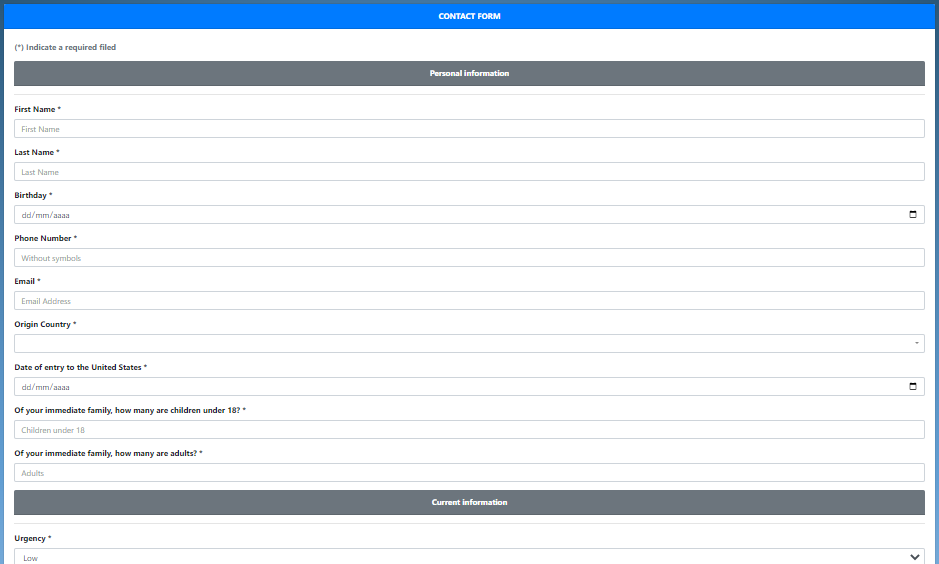 CONTACT FORM
(*) Indicate a required filed
Personal information
First Name *
First Name
Last Name *
Last Name
Birthday *
dd/mm/aaaa
Phone Number *
Without symbols
Email *
Email Address
Origin Country *
Date of entry to the United States *
dd/mm/aaaa
Of your immediate family, how many are children under 18? *
Children under 18
Of your immediate family, how many are adults? *
Adults
Current information
Urgency *
Low